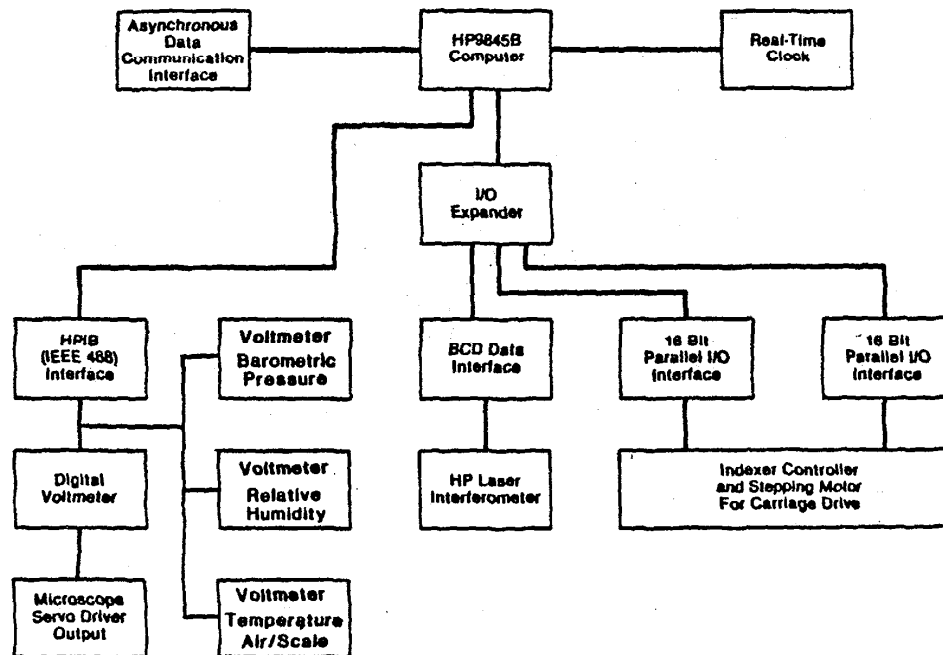 Asynchronous
Data
Communication
Interface
HP9845B
Computer
Real-Time
Clock
I/O
Expander
HPIB
(IEEE 488)
Interface
Voltmeter
Barometric
Pressure
BCD Data
Interface
16 Bit
Parallel I/O
Interface
16 Bit
Parallel I/O
Interface
Digital
Voltmeter
Voltmeter
Relative
Humidity
HP Laser
Interferometer
Indexer Controller
and Stepping Motor
For Carriage Drive
Microscope
Servo Driver
Output
Voltmeter
Temperature
Air/Scale